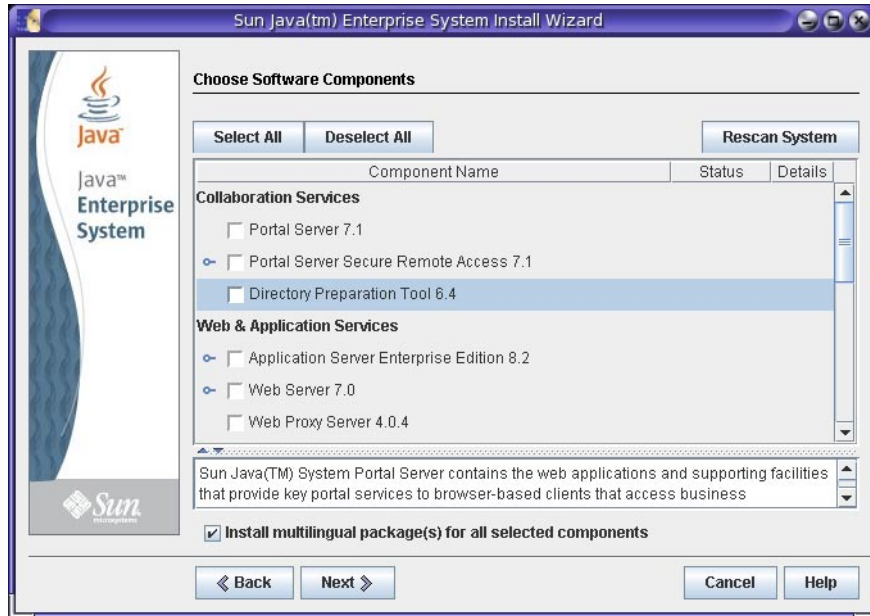 Sun Java(tm) Enterprise System Install Wizard
Java™
Java™
Enterprise
System
Sun
microsystems
Choose Software Components
Select All Deselect All Rescan System
Component Name Status Details
Collaboration Services
Portal Server 7.1
Portal Server Secure Remote Access 7.1
Directory Preparation Tool 6.4
Web & Application Services
Application Server Enterprise Edition 8.2
Web Server 7.0
Web Proxy Server 4.0.4
Sun Java(TM) System Portal Server contains the web applications and supporting facilities
that provide key portal services to browser-based clients that access business
Install multilingual package(s) for all selected components
Back Next Cancel Help